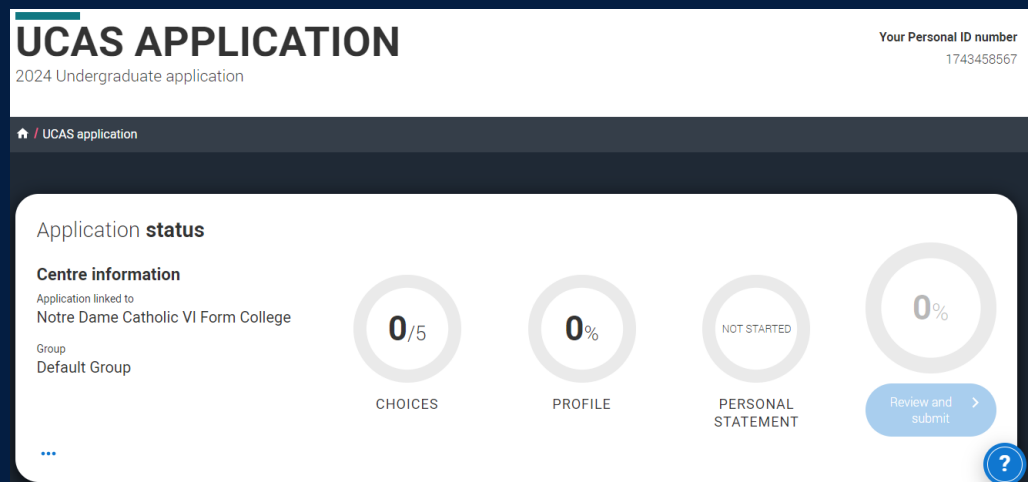 UCAS APPLICATION
2024 Undergraduate application
Your Personal ID number
1743458567
/ UCAS application
Application status
Centre information
Application linked to
Notre Dame Catholic VI Form College
Group
Default Group
0/5
CHOICES
0%
PROFILE
NOT STARTED
PERSONAL
STATEMENT
0%
Review and
submit
...
?